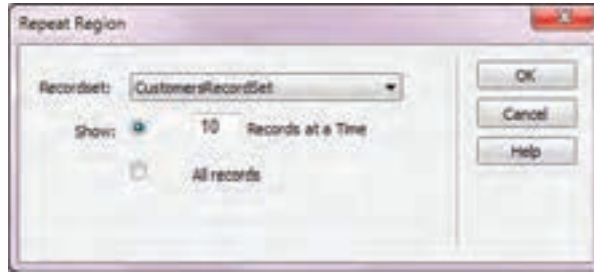 Repeat Region
Recordset: CustomersRecordSet
Show: 10 Records at a Time
All records
OK
Cancel
Help